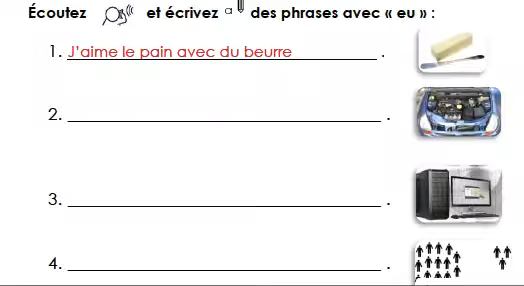 Écoutez et écrivez des phrases avec « eu » :
1. J'aime le pain avec du beurre .
2. .
3. .
4. .